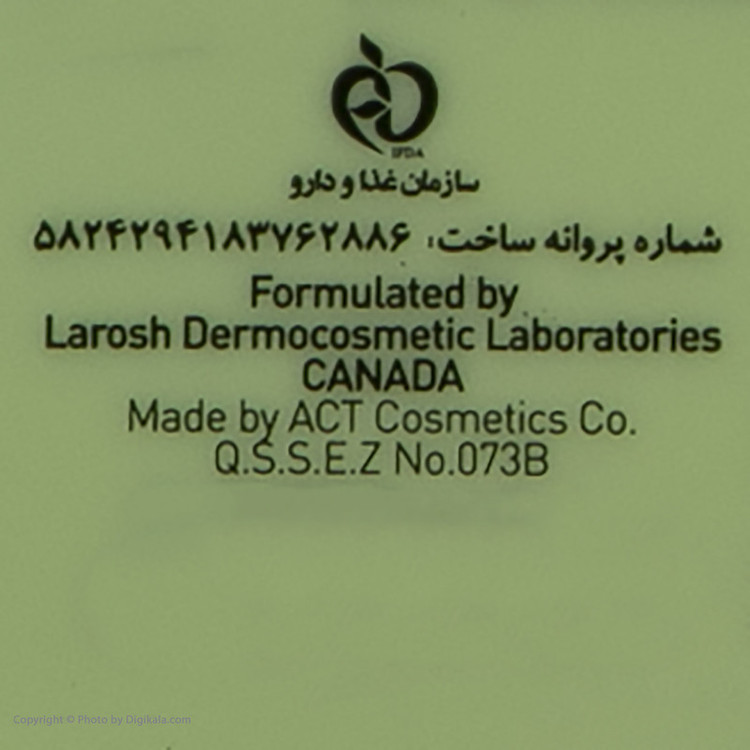 IFDA
سازمان غذا و دارو
شماره پروانه ساخت: ۵۸۲۴۲۹۴۱۸۳۷۶۲۸۸۶
Formulated by
Larosh Dermocosmetic Laboratories
CANADA
Made by ACT Cosmetics Co.
Q.S.S.E.Z No.073B
Copyright © Photo by Digikala.com